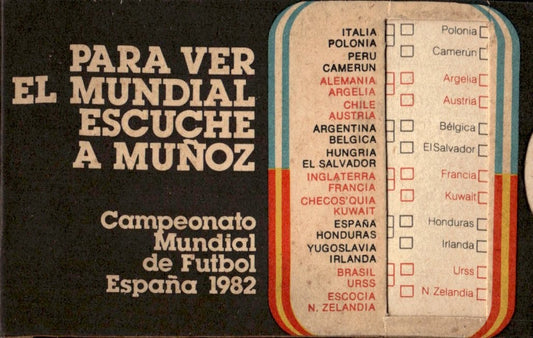 PARA VER
EL MUNDIAL
ESCUCHE
A MUÑOZ
Campeonato
Mundial
de Futbol
España 1982
ITALIA
POLONIA
PERU
CAMERUN
ALEMANIA
ARGELIA
CHILE
AUSTRIA
ARGENTINA
BELGICA
HUNGRIA
EL SALVADOR
INGLATERRA
FRANCIA
CHECOS'QUIA
KUWAIT
ESPAÑA
HONDURAS
YUGOSLAVIA
IRLANDA
BRASIL
URSS
ESCOCIA
N. ZELANDIA
Polonia
Camerún
Argelia
Austria
Bélgica
El Salvador
Francia
Kuwait
Honduras
Irlanda
Urss
N. Zelandia